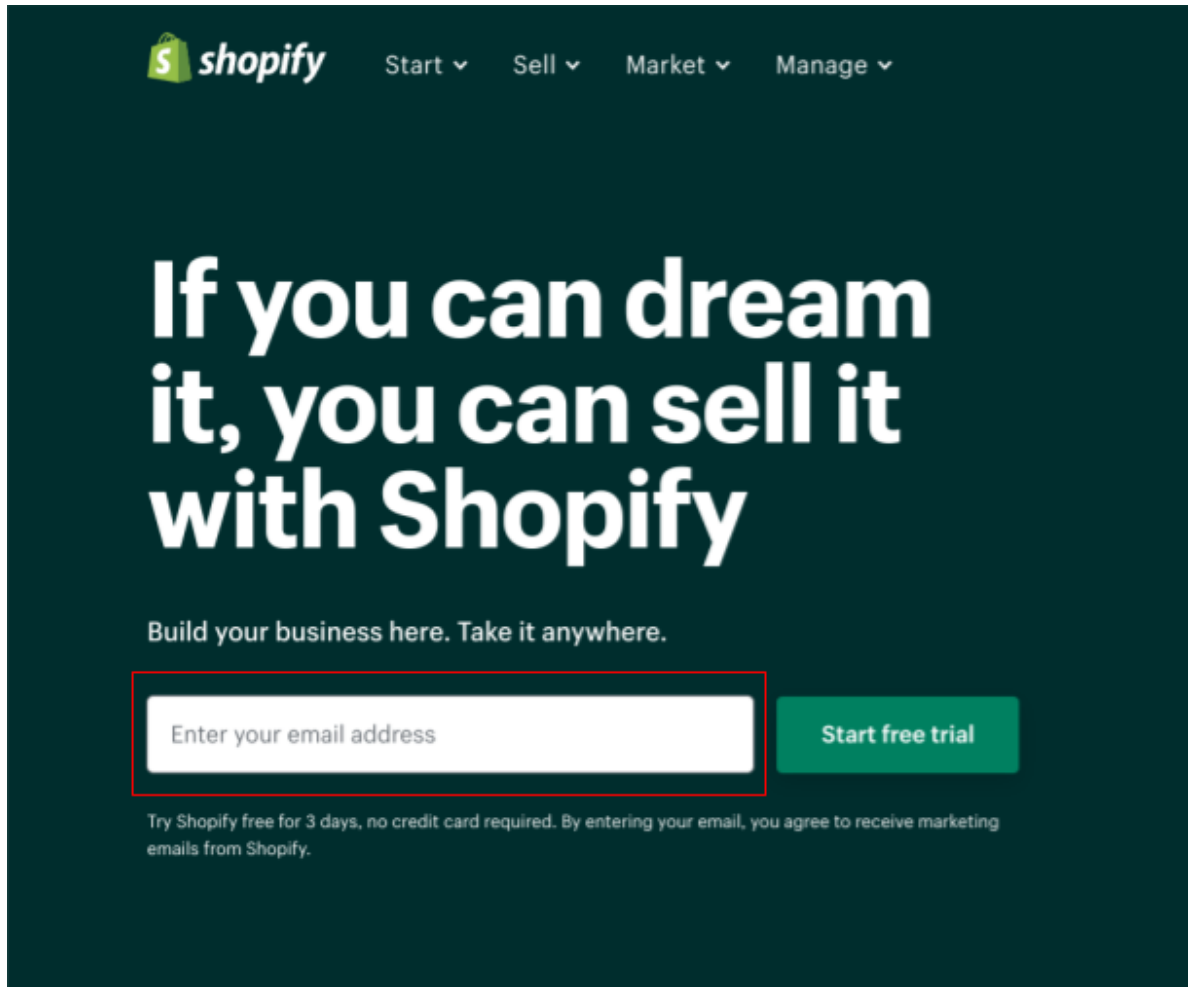 shopify Start Sell Market Manage
If you can dream
it, you can sell it
with Shopify
Build your business here. Take it anywhere.
Enter your email address Start free trial
Try Shopify free for 3 days, no credit card required. By entering your email, you agree to receive marketing
emails from Shopify.